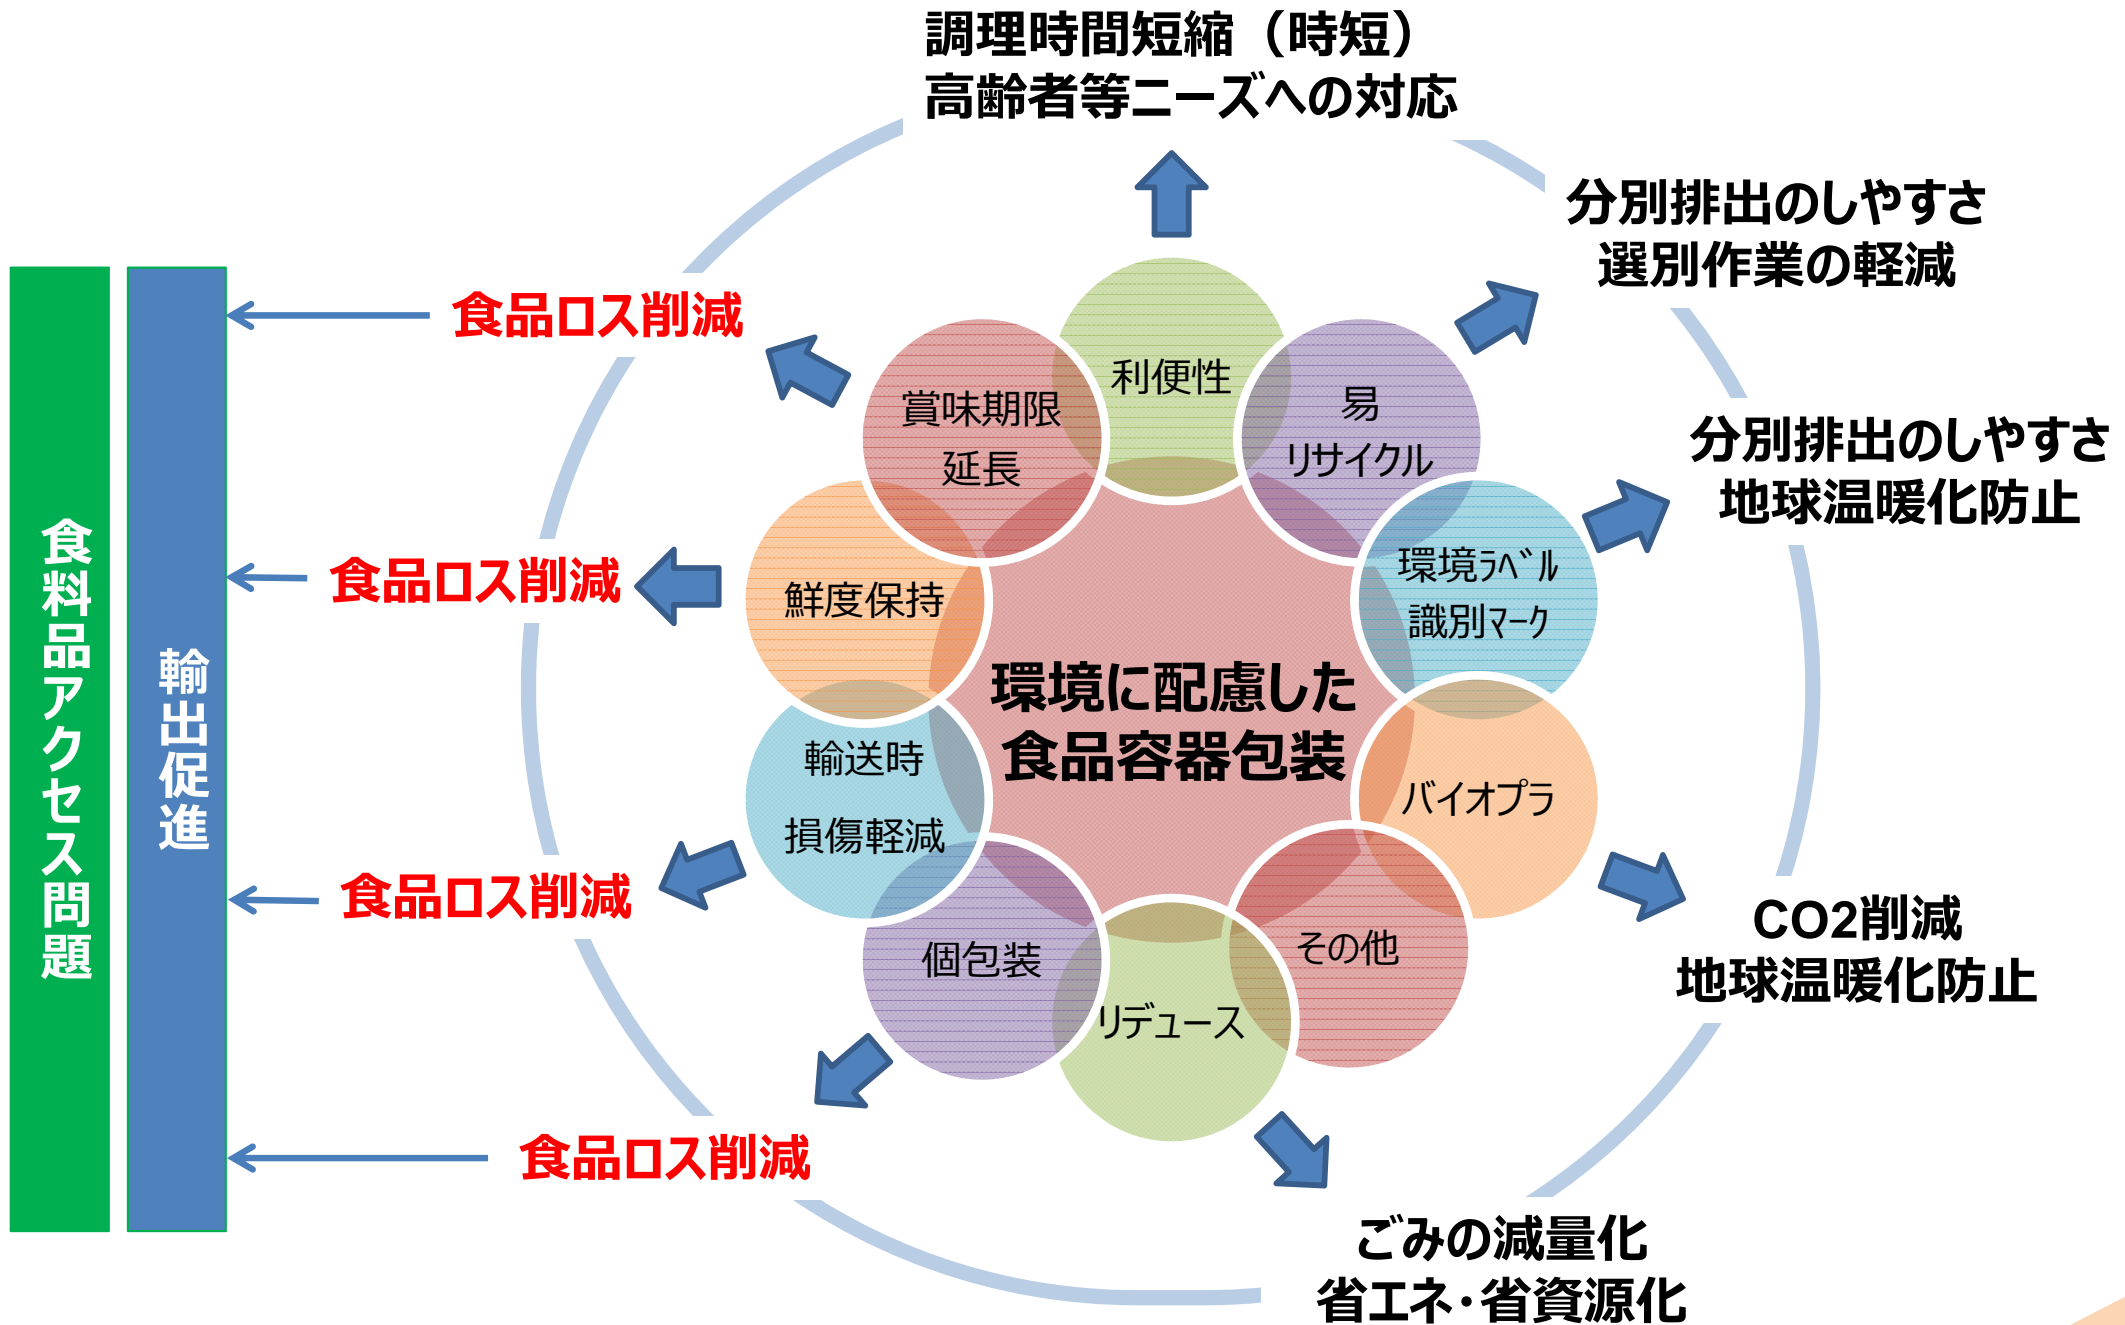 調理時間短縮（時短）
高齢者等ニーズへの対応
分別排出のしやすさ
選別作業の軽減
分別排出のしやすさ
地球温暖化防止
CO2削減
地球温暖化防止
ごみの減量化
省エネ・省資源化
食品ロス削減
食品ロス削減
食品ロス削減
食品ロス削減
食料品アクセス問題
輸出促進
利便性
易
リサイクル
環境ﾗﾍﾞﾙ
識別ﾏｰｸ
バイオプラ
その他
リデュース
個包装
輸送時
損傷軽減
鮮度保持
賞味期限
延長
環境に配慮した
食品容器包装